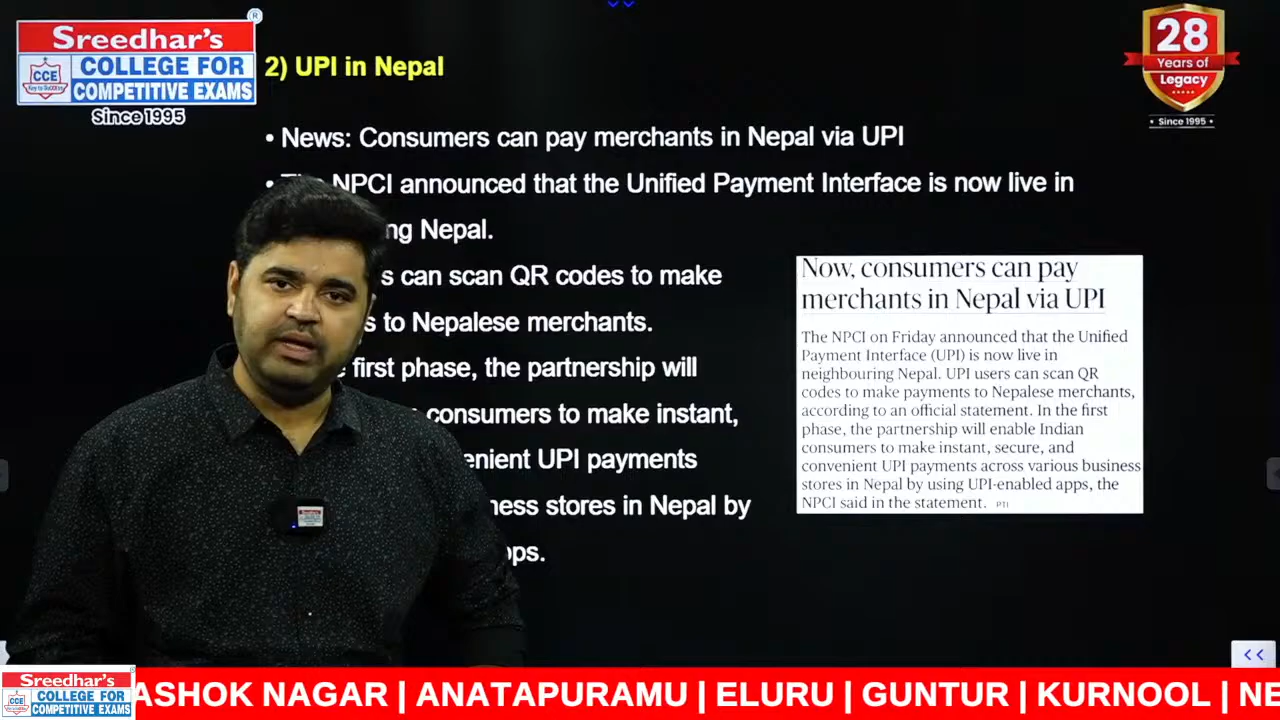 Sreedhar's
CCE
COLLEGE FOR
COMPETITIVE EXAMS
Since 1995
®
28
Years of
Legacy
• Since 1995 •
2) UPI in Nepal
• News: Consumers can pay merchants in Nepal via UPI
• NPCI announced that the Unified Payment Interface is now live in
ng Nepal.
s can scan QR codes to make
s to Nepalese merchants.
first phase, the partnership will
consumers to make instant,
enient UPI payments
ness stores in Nepal by
ops.
Now, consumers can pay
merchants in Nepal via UPI
The NPCI on Friday announced that the Unified
Payment Interface (UPI) is now live in
neighbouring Nepal. UPI users can scan QR
codes to make payments to Nepalese merchants,
according to an official statement. In the first
phase, the partnership will enable Indian
consumers to make instant, secure, and
convenient UPI payments across various business
stores in Nepal by using UPI-enabled apps, the
NPCI said in the statement. PTI
Sreedhar's
<<
Sreedhar's
CCE
COLLEGE FOR
COMPETITIVE EXAMS
ASHOK NAGAR | ANATAPURAMU | ELURU | GUNTUR | KURNOOL | NE